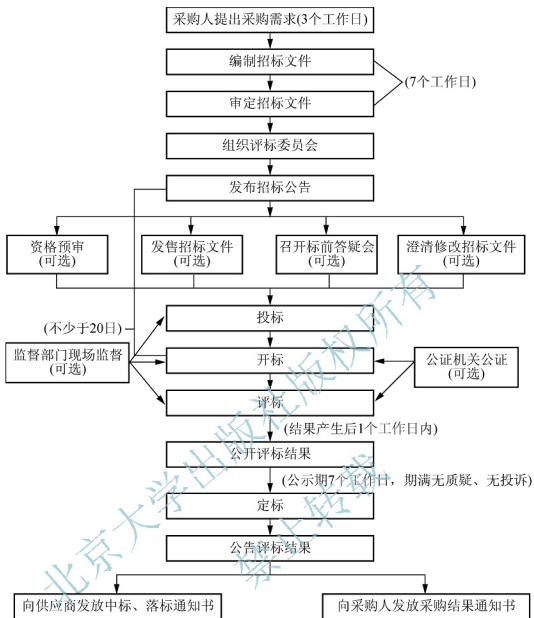 采购人提出采购需求(3个工作日)
编制招标文件
(7个工作日)
审定招标文件
组织评标委员会
发布招标公告
资格预审
(可选)
发售招标文件
(可选)
召开标前答疑会
(可选)
澄清修改招标文件
(可选)
投标
(不少于20日)
监督部门现场监督
(可选)
开标
公证机关公证
(可选)
评标
(结果产生后1个工作日内)
公开评标结果
(公示期7个工作日，期满无质疑、无投诉)
定标
公告评标结果
向供应商发放中标、落标通知书
向采购人发放采购结果通知书
北京大学出版社版权所有
禁止转载